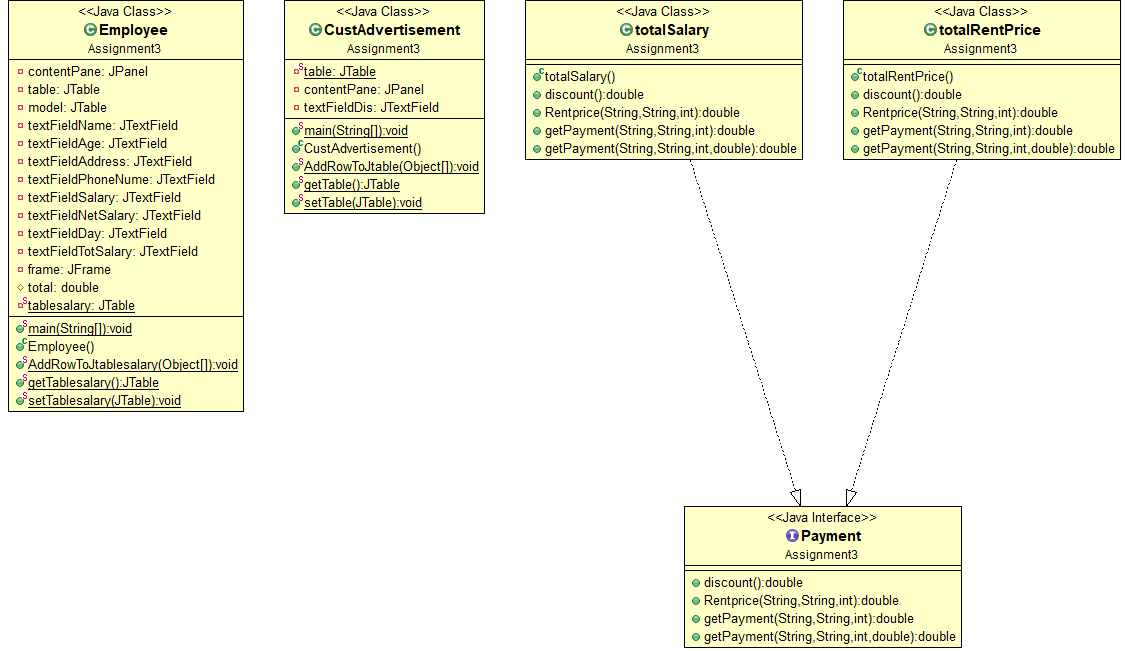 <<Java Class>>
Employee
Assignment3
contentPane: JPanel
table: JTable
model: JTable
textFieldName: JTextField
textFieldAge: JTextField
textFieldAddress: JTextField
textFieldPhoneNume: JTextField
textFieldSalary: JTextField
textFieldNetSalary: JTextField
textFieldDay: JTextField
textFieldTotSalary: JTextField
frame: JFrame
total: double
tablesalary: JTable
main(String[]):void
Employee()
AddRowToJtablesalary(Object[]):void
getTablesalary():JTable
setTablesalary(JTable):void
<<Java Class>>
CustAdvertisement
Assignment3
table: JTable
contentPane: JPanel
textFieldDis: JTextField
main(String[]):void
CustAdvertisement()
AddRowToJtable(Object[]):void
getTable():JTable
setTable(JTable):void
<<Java Class>>
totalSalary
Assignment3
totalSalary()
discount():double
Rentprice(String,String,int):double
getPayment(String,String,int):double
getPayment(String,String,int,double):double
<<Java Class>>
totalRentPrice
Assignment3
totalRentPrice()
discount():double
Rentprice(String,String,int):double
getPayment(String,String,int):double
getPayment(String,String,int,double):double
<<Java Interface>>
Payment
Assignment3
discount():double
Rentprice(String,String,int):double
getPayment(String,String,int):double
getPayment(String,String,int,double):double